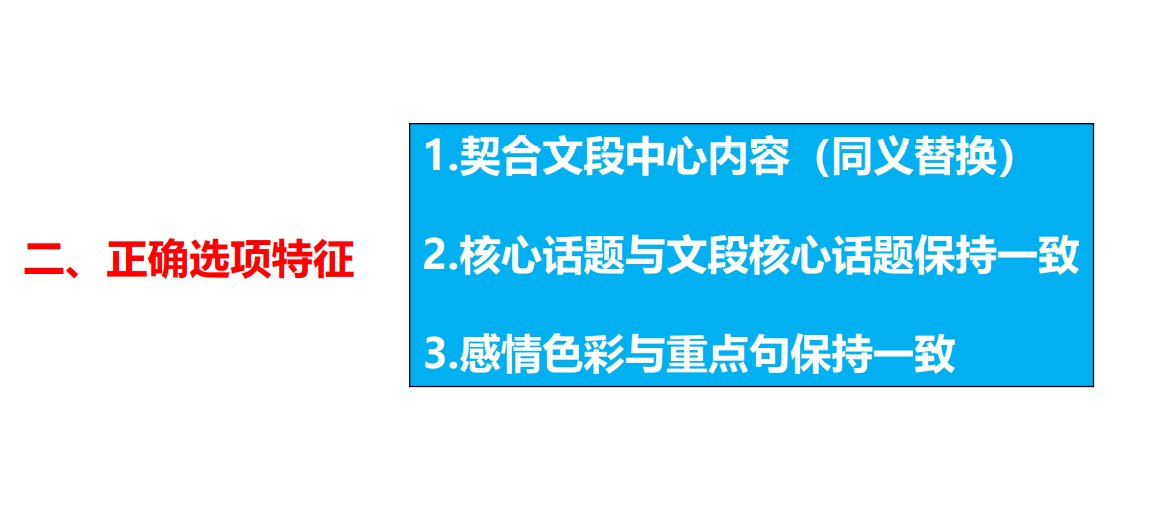 二、正确选项特征
1.契合文段中心内容（同义替换）
2.核心话题与文段核心话题保持一致
3.感情色彩与重点句保持一致